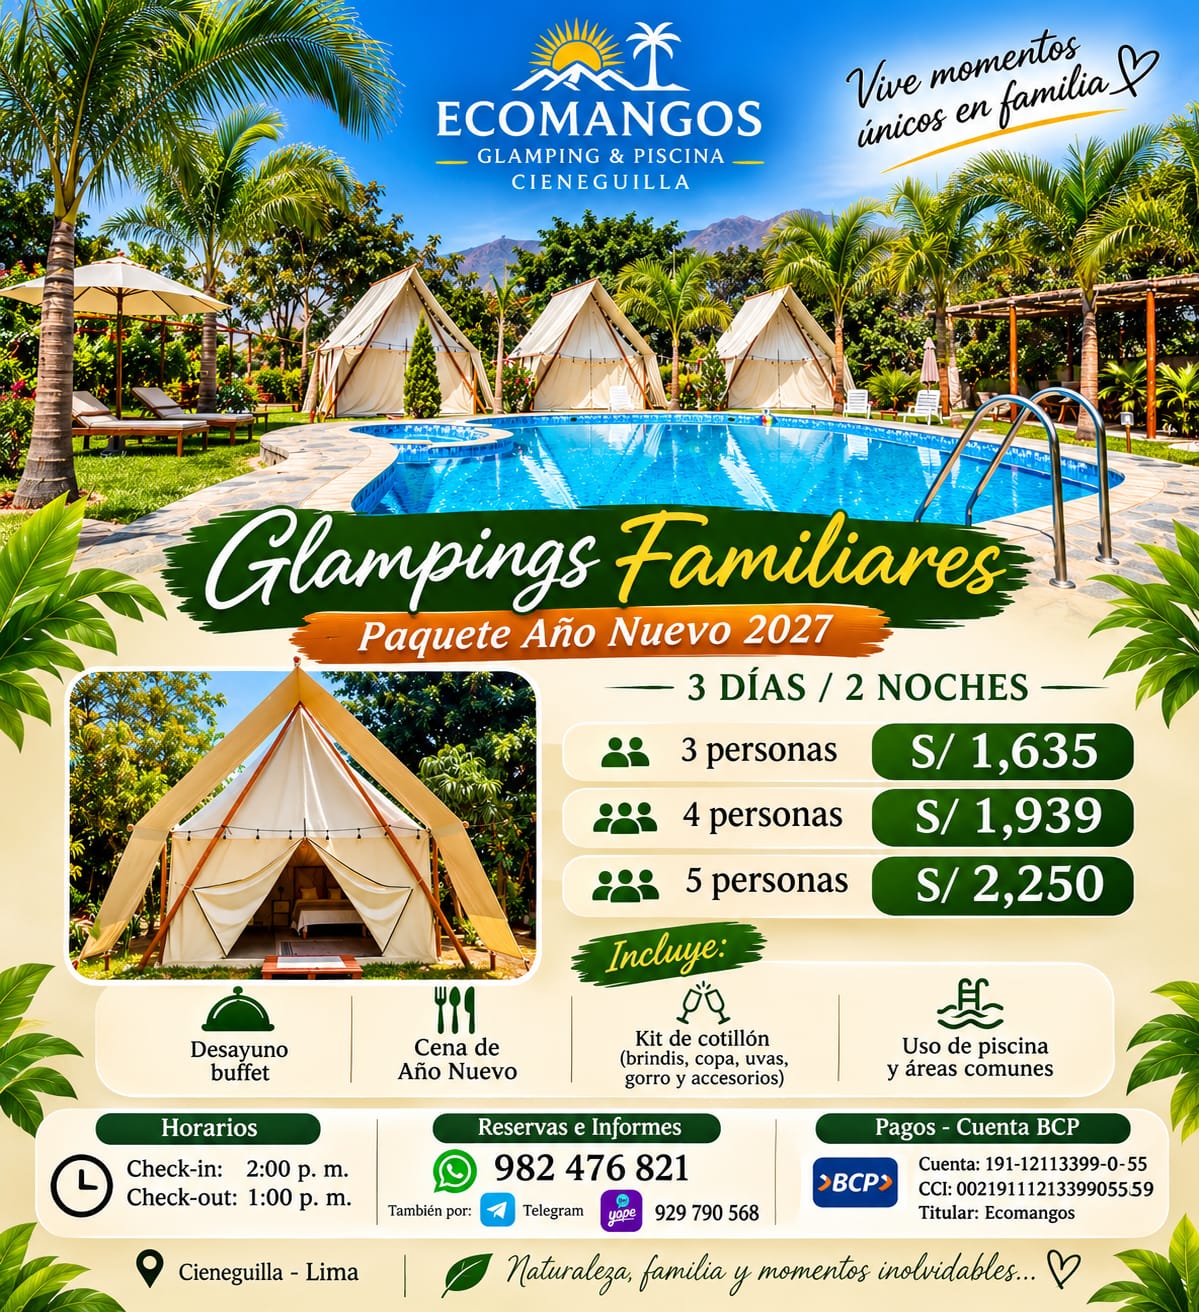 ECOMANGOS
GLAMPING & PISCINA
CIENEGUILLA
Vive momentos
únicos en familia
Glampings Familiares
Paquete Año Nuevo 2027
3 DÍAS / 2 NOCHES
3 personas S/ 1,635
4 personas S/ 1,939
5 personas S/ 2,250
Incluye:
Desayuno
buffet
Cena de
Año Nuevo
Kit de cotillón
(brindis, copa, uvas,
gorro y accesorios)
Uso de piscina
y áreas comunes
Horarios
Check-in: 2:00 p. m.
Check-out: 1:00 p. m.
Reservas e Informes
982 476 821
También por: Telegram yape 929 790 568
Pagos - Cuenta BCP
BCP
Cuenta: 191-12113399-0-55
CCI: 0021911121339905559
Titular: Ecomangos
Cieneguilla - Lima
Naturaleza, familia y momentos inolvidables...